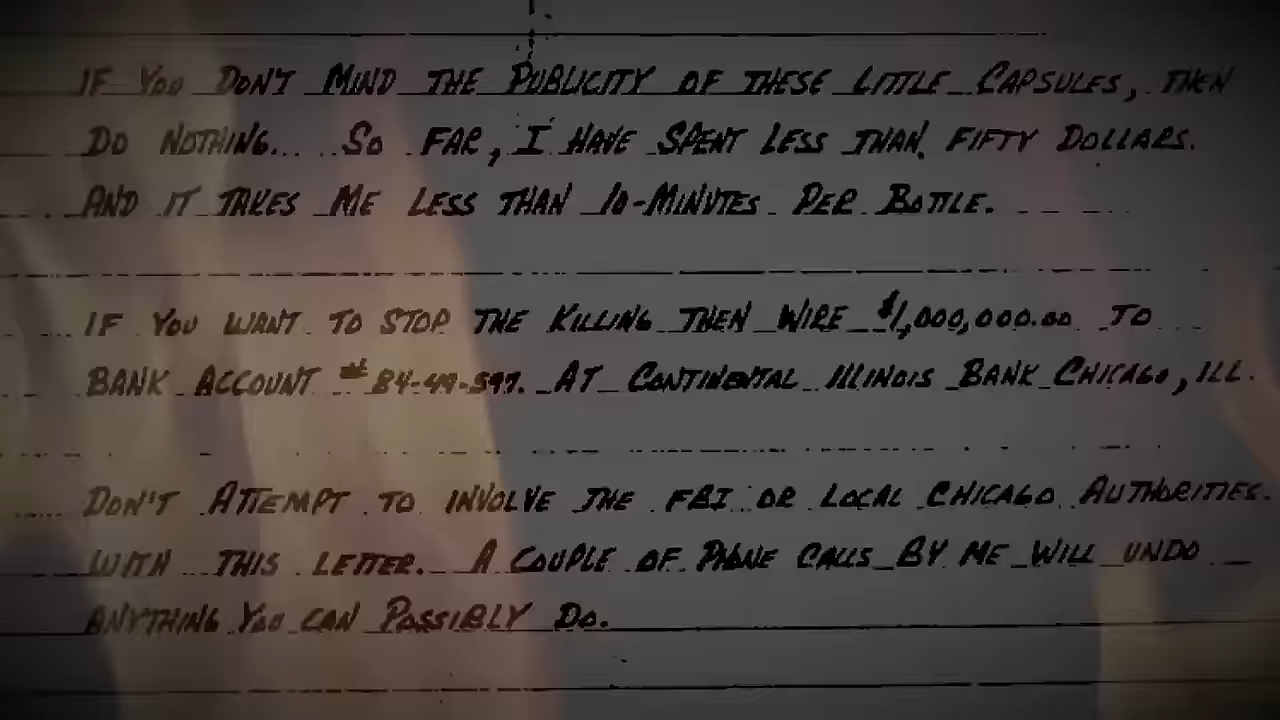 IF YOU DON'T MIND THE PUBLICITY OF THESE LITTLE CAPSULES, THEN
DO NOTHING... SO FAR, I HAVE SPENT LESS THAN FIFTY DOLLARS.
AND IT TAKES ME LESS THAN 10-MINUTES PER BOTTLE.
IF YOU WANT TO STOP THE KILLING THEN WIRE $1,000,000.00 TO
BANK ACCOUNT # 84-49-597. AT CONTINENTAL ILLINOIS BANK CHICAGO, ILL.
DON'T ATTEMPT TO INVOLVE THE FBI OR LOCAL CHICAGO AUTHORITIES.
WITH THIS LETTER. A COUPLE OF PHONE CALLS BY ME WILL UNDO
ANYTHING YOU CAN POSSIBLY DO.